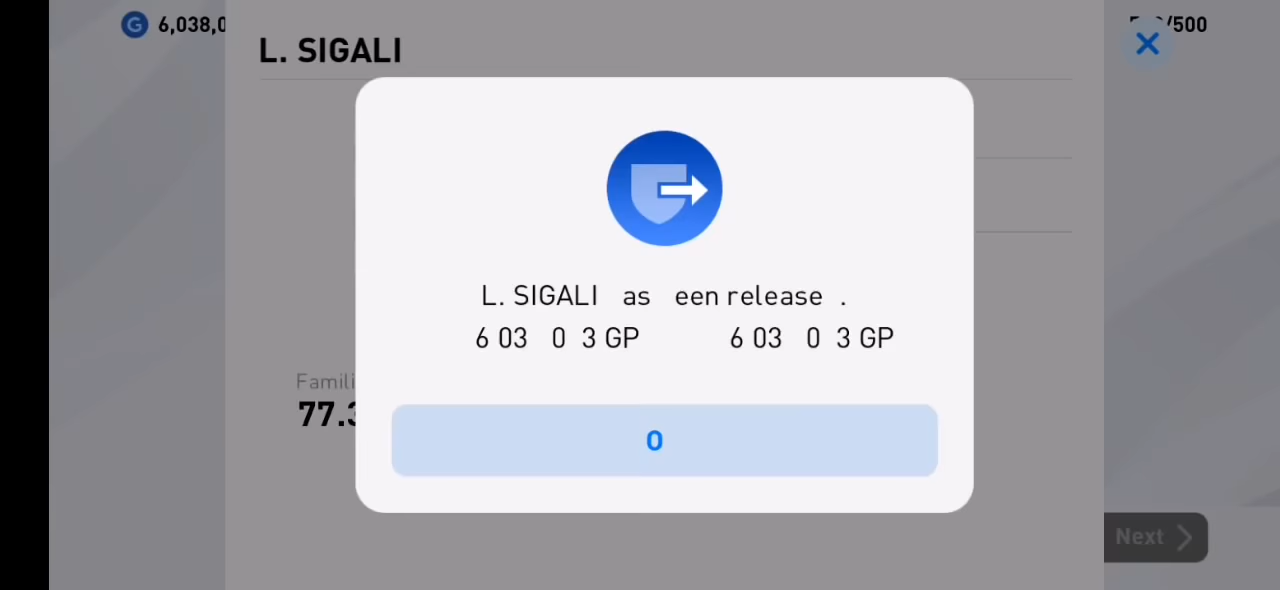 6,038,0
/500
L. SIGALI
L. SIGALI as een release .
6 03 0 3 GP 6 03 0 3 GP
Famili
77.3
O
Next